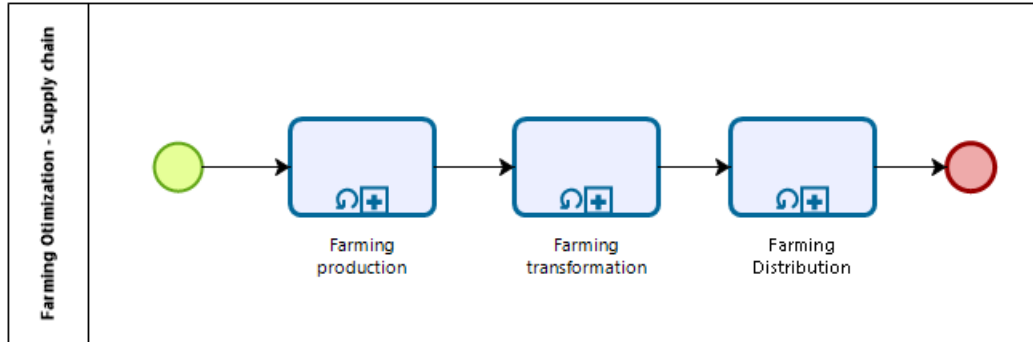 Farming Otimization - Supply chain
Farming
production
Farming
transformation
Farming
Distribution